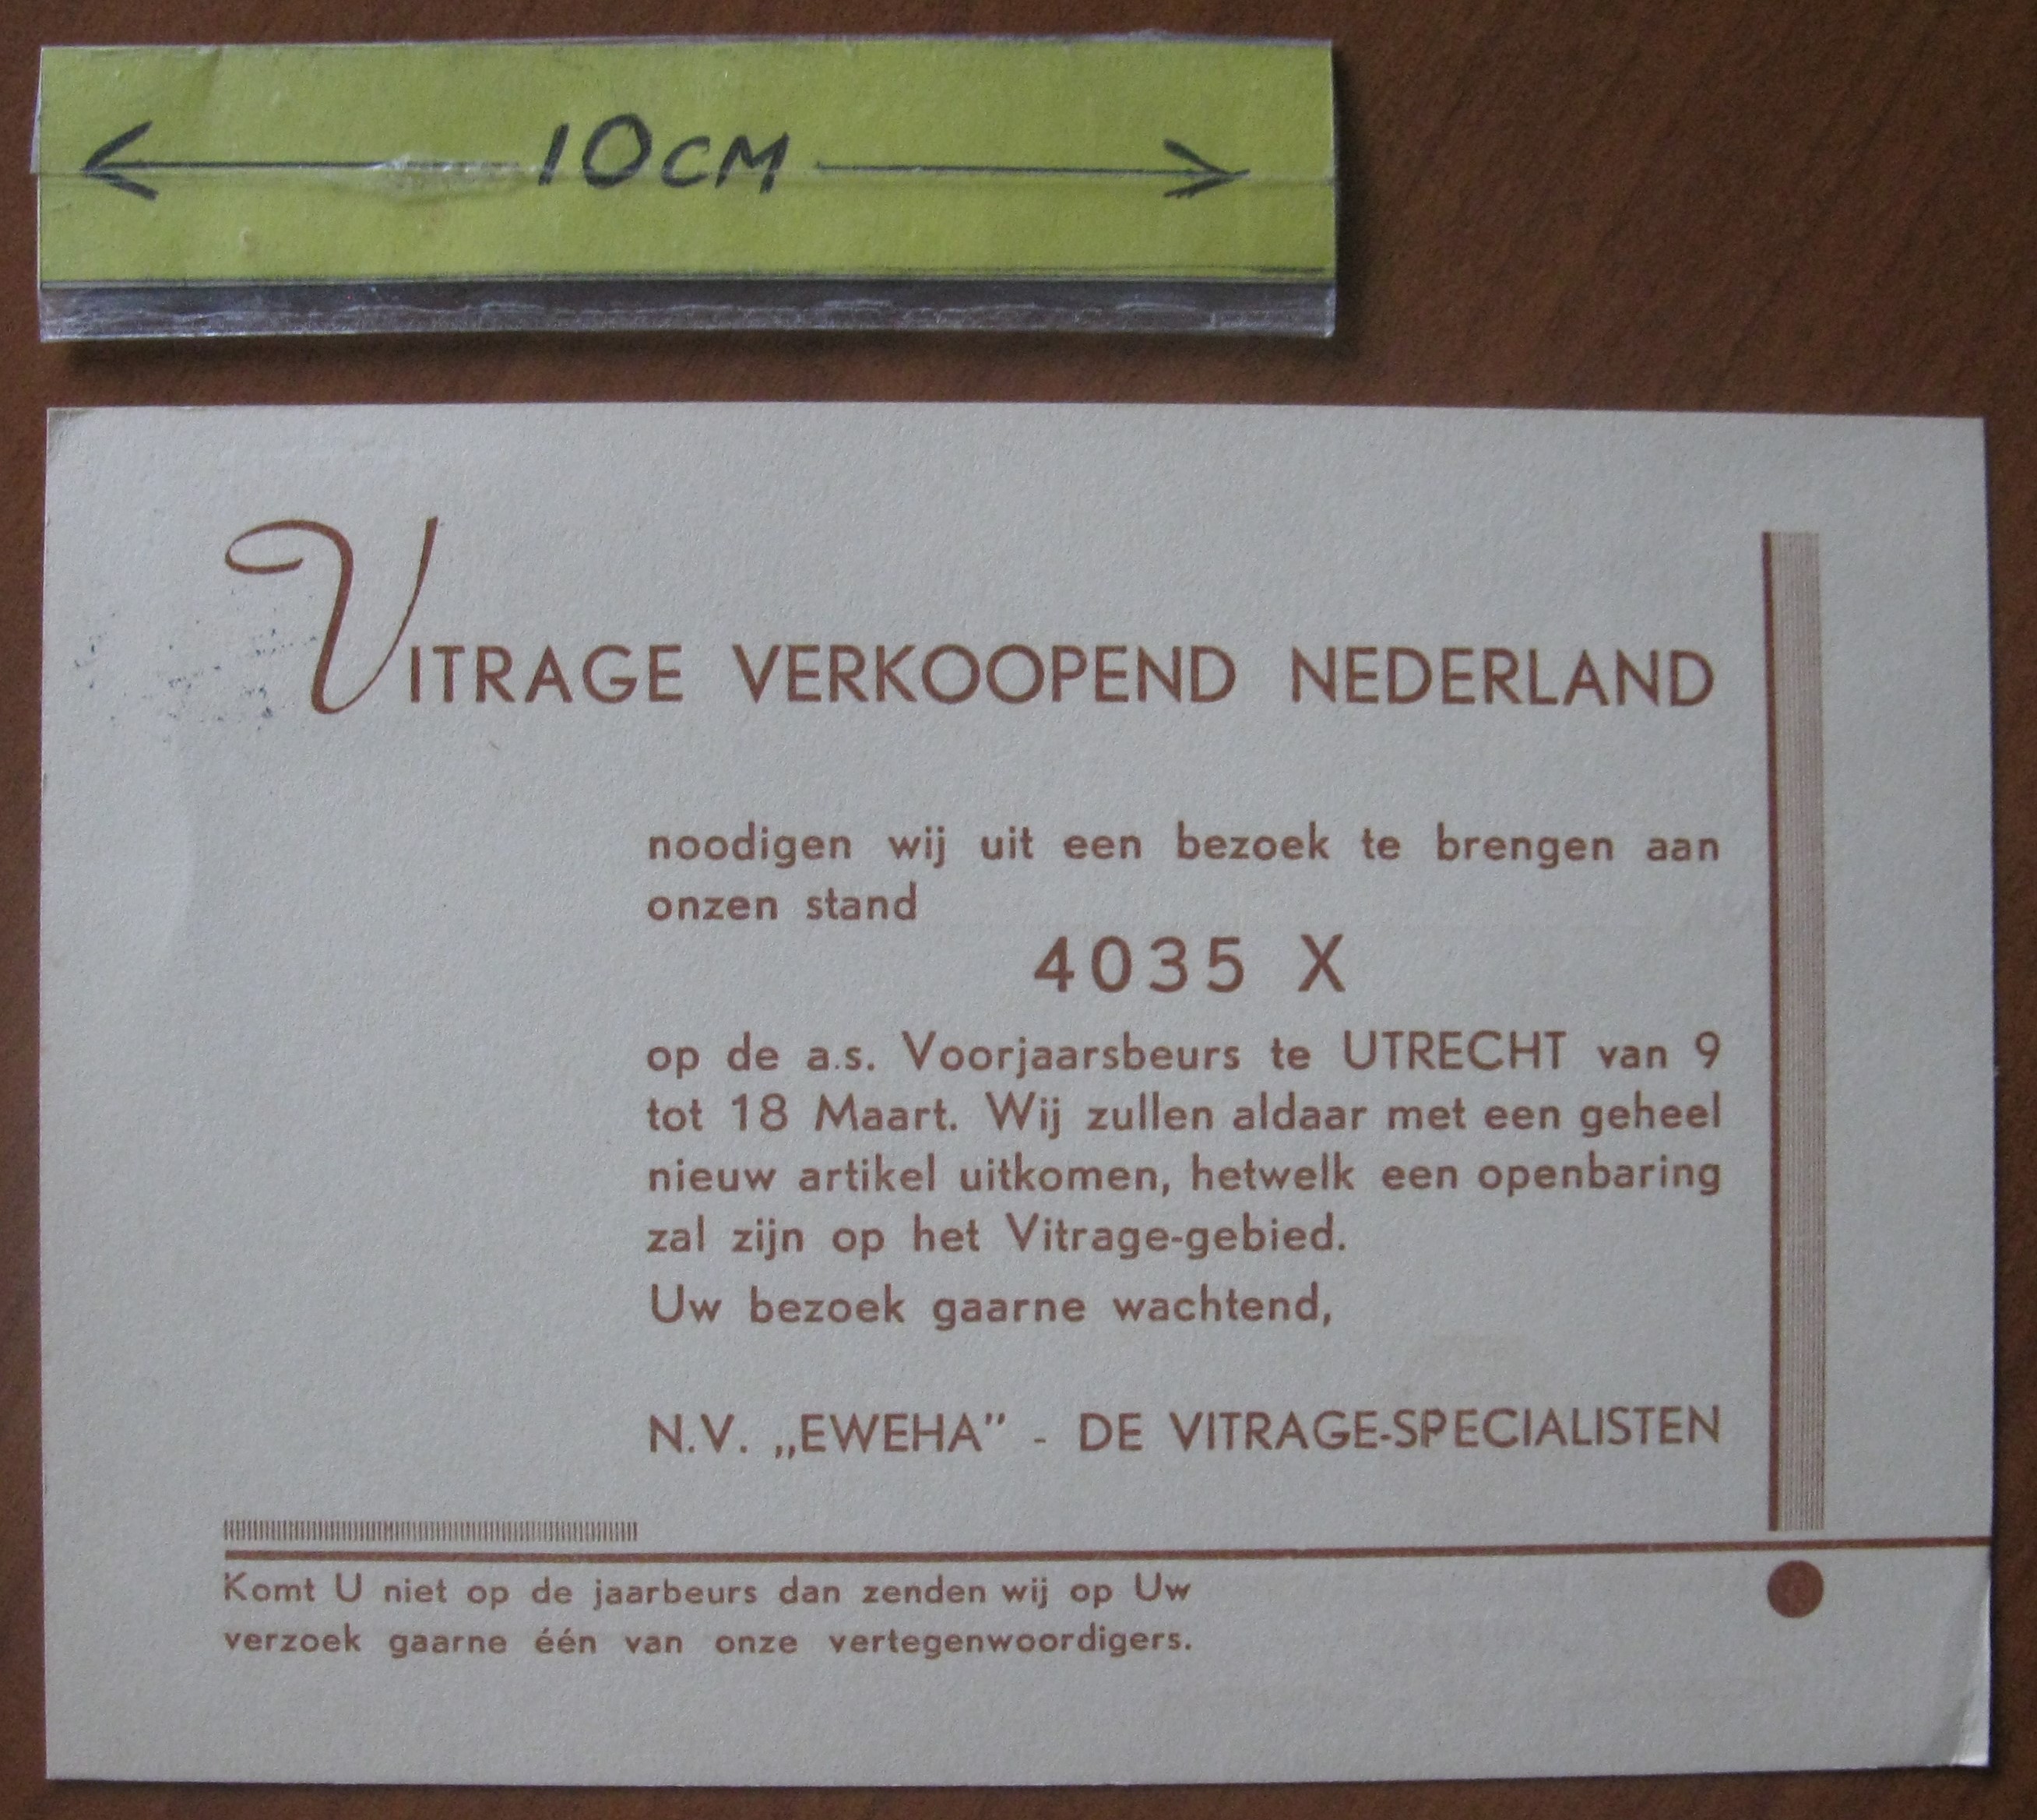 10CM
VITRAGE VERKOOPEND NEDERLAND
noodigen wij uit een bezoek te brengen aan
onzen stand
4035 X
op de a.s. Voorjaarsbeurs te UTRECHT van 9
tot 18 Maart. Wij zullen aldaar met een geheel
nieuw artikel uitkomen, hetwelk een openbaring
zal zijn op het Vitrage-gebied.
Uw bezoek gaarne wachtend,
N.V. „EWEHA” - DE VITRAGE-SPECIALISTEN
Komt U niet op de jaarbeurs dan zenden wij op Uw
verzoek gaarne één van onze vertegenwoordigers.